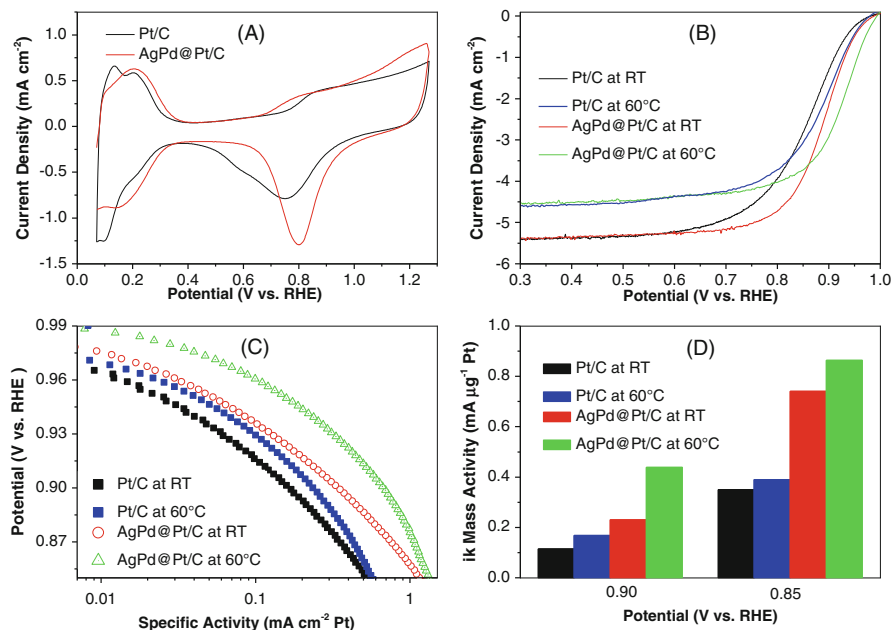 (A)
Pt/C
AgPd@Pt/C
Current Density (mA cm⁻²)
1.0
0.5
0.0
-0.5
-1.0
-1.5
0.0 0.2 0.4 0.6 0.8 1.0 1.2
Potential (V vs. RHE)
(B)
Pt/C at RT
Pt/C at 60°C
AgPd@Pt/C at RT
AgPd@Pt/C at 60°C
Current Density (mA cm⁻²)
0
-1
-2
-3
-4
-5
-6
0.3 0.4 0.5 0.6 0.7 0.8 0.9 1.0
Potential (V vs. RHE)
(C)
Potential (V vs. RHE )
0.99
0.96
0.93
0.90
0.87
Pt/C at RT
Pt/C at 60°C
AgPd@Pt/C at RT
AgPd@Pt/C at 60°C
0.01 0.1 1
Specific Activity (mA cm⁻² Pt)
(D)
Pt/C at RT
Pt/C at 60°C
AgPd@Pt/C at RT
AgPd@Pt/C at 60°C
ik Mass Activity (mA µg⁻¹ Pt)
1.0
0.8
0.6
0.4
0.2
0.0
0.90 0.85
Potential (V vs. RHE)